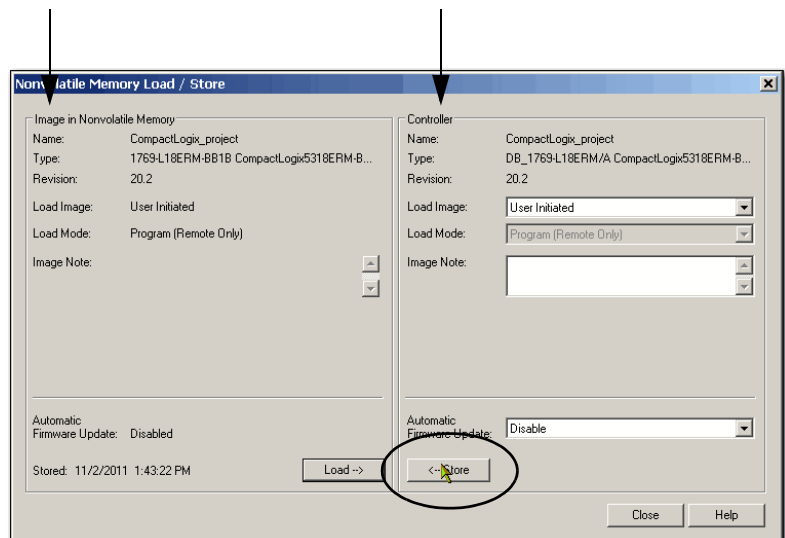 Nonvolatile Memory Load / Store
Image in Nonvolatile Memory
Name: CompactLogix_project
Type: 1769-L18ERM-BB1B CompactLogix5318ERM-B...
Revision: 20.2
Load Image: User Initiated
Load Mode: Program (Remote Only)
Image Note:
Automatic
Firmware Update: Disabled
Stored: 11/2/2011 1:43:22 PM
Load -->
Controller
Name: CompactLogix_project
Type: DB_1769-L18ERM/A CompactLogix5318ERM-B...
Revision: 20.2
Load Image: User Initiated
Load Mode: Program (Remote Only)
Image Note:
Automatic
Firmware Update: Disable
<-- Store
Close
Help